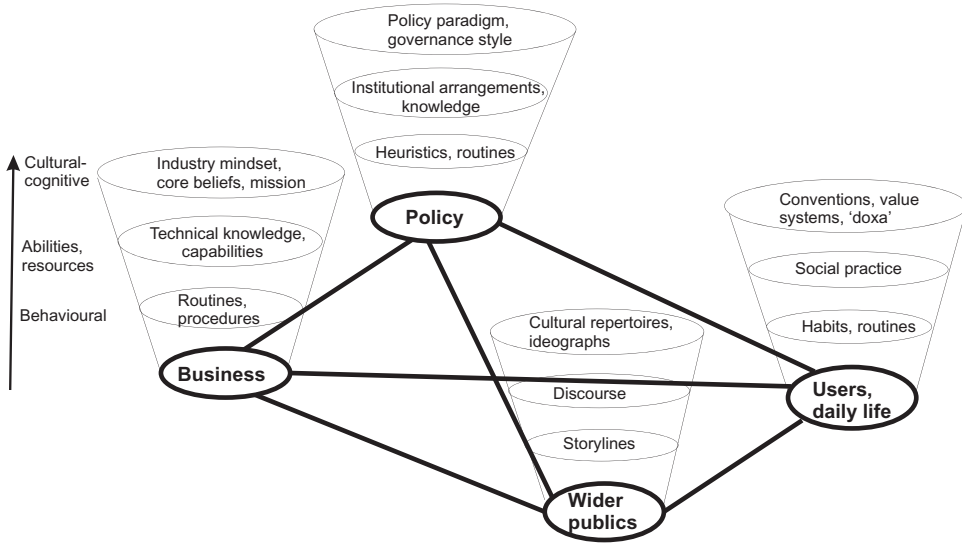 Policy paradigm,
governance style
Institutional arrangements,
knowledge
Heuristics, routines
Policy
Cultural-
cognitive
Abilities,
resources
Behavioural
Industry mindset,
core beliefs, mission
Technical knowledge,
capabilities
Routines,
procedures
Business
Conventions, value
systems, ‘doxa’
Social practice
Habits, routines
Users,
daily life
Cultural repertoires,
ideographs
Discourse
Storylines
Wider
publics